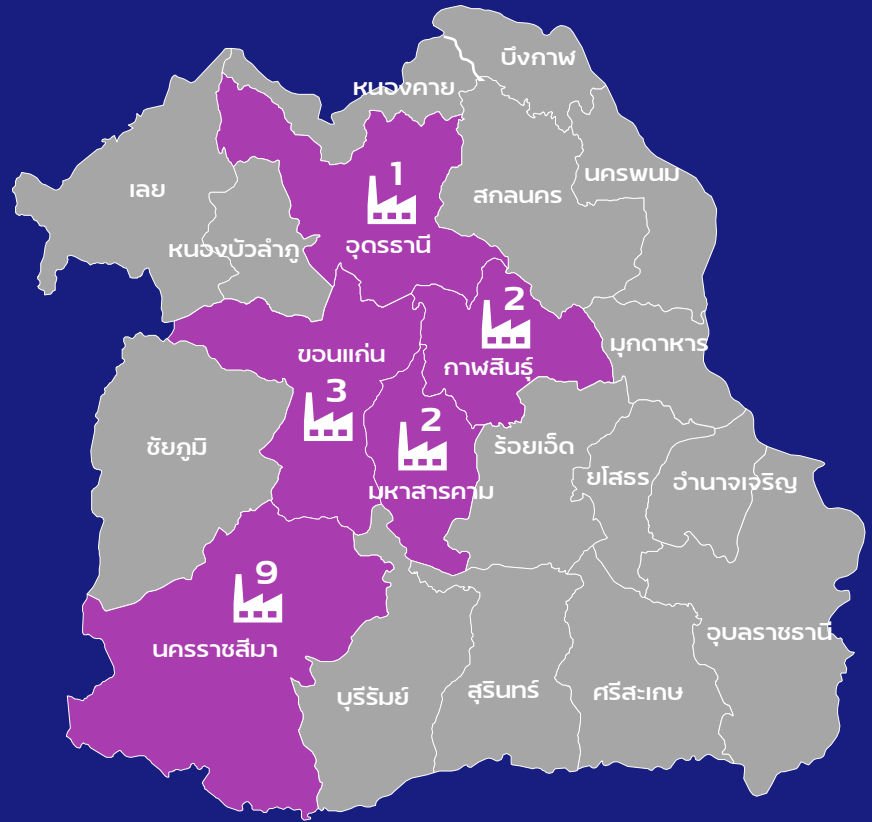 บึงกาฬ
หนองคาย
นครพนม
1
เลย
สกลนคร
หนองบัวลำภู
อุดรธานี
2
มุกดาหาร
ขอนแก่น
กาฬสินธุ์
3
2
ชัยภูมิ
ร้อยเอ็ด
ยโสธร
อำนาจเจริญ
มหาสารคาม
9
อุบลราชธานี
นครราชสีมา
บุรีรัมย์
สุรินทร์
ศรีสะเกษ